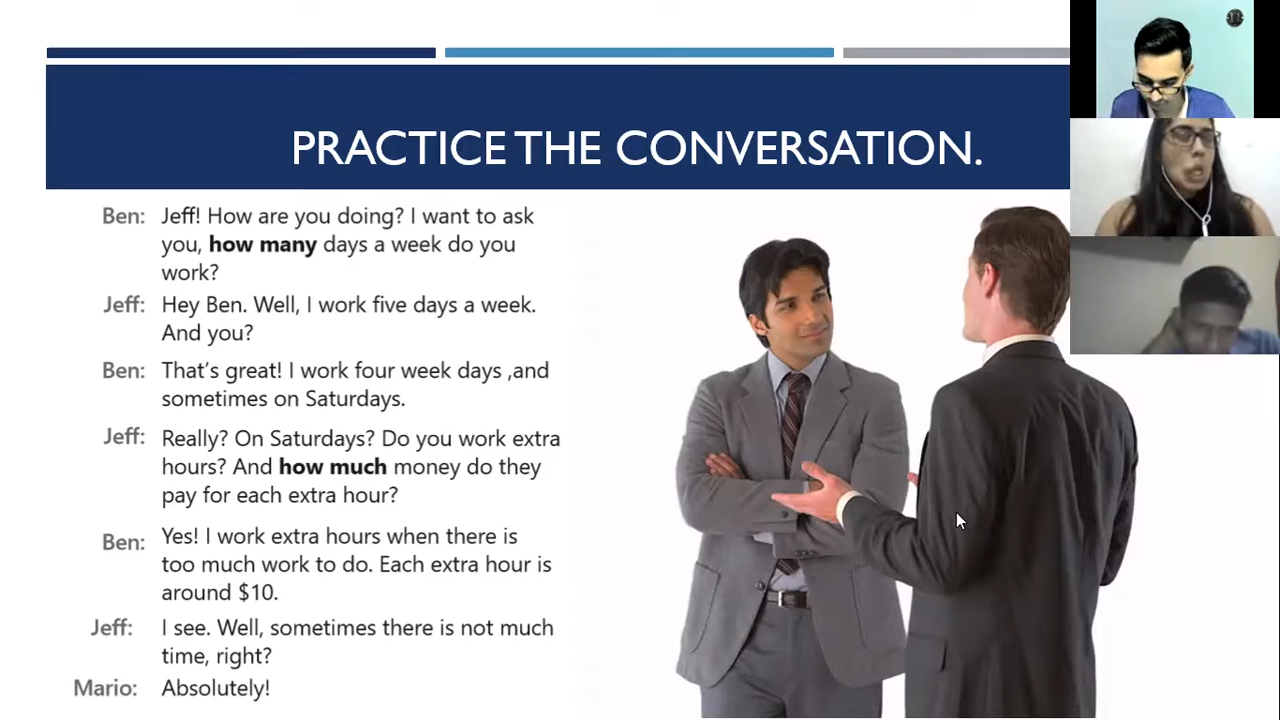 PRACTICE THE CONVERSATION.
Ben: Jeff! How are you doing? I want to ask
you, how many days a week do you
work?
Jeff: Hey Ben. Well, I work five days a week.
And you?
Ben: That's great! I work four week days ,and
sometimes on Saturdays.
Jeff: Really? On Saturdays? Do you work extra
hours? And how much money do they
pay for each extra hour?
Ben: Yes! I work extra hours when there is
too much work to do. Each extra hour is
around $10.
Jeff: I see. Well, sometimes there is not much
time, right?
Mario: Absolutely!